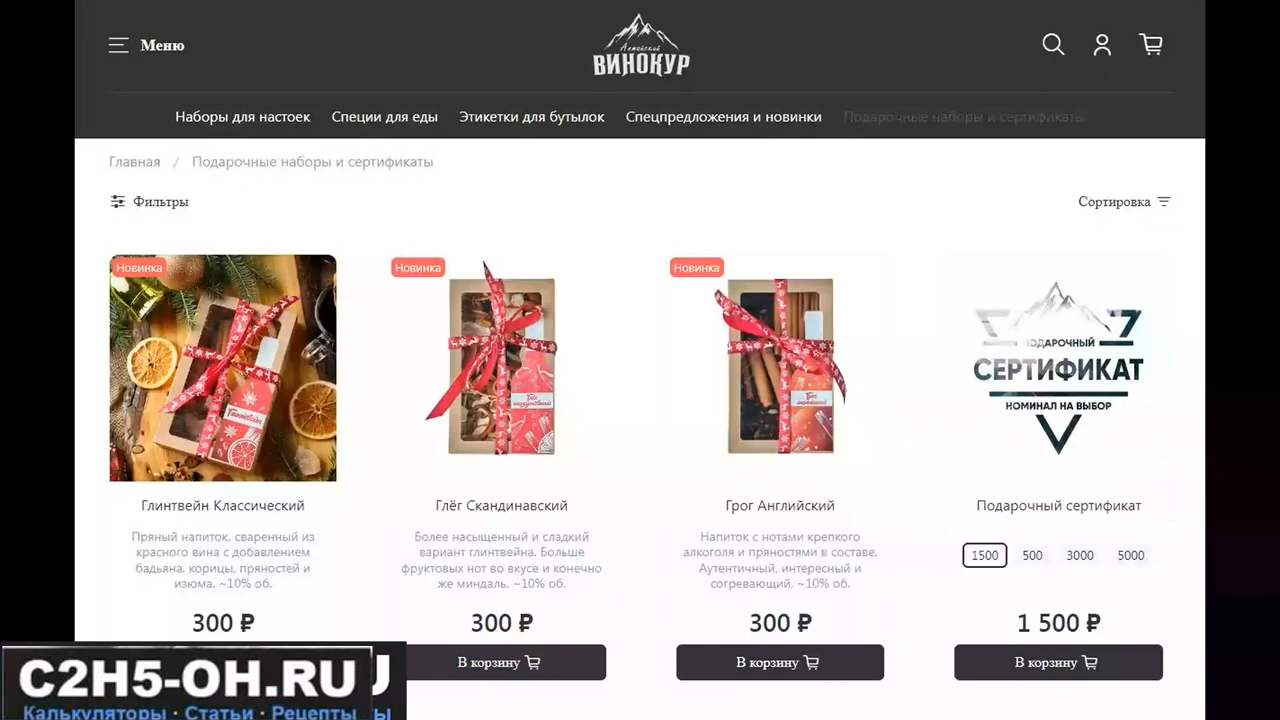 Меню
Алтайский
ВИНОКУР
Наборы для настоек
Специи для еды
Этикетки для бутылок
Спецпредложения и новинки
Подарочные наборы и сертификаты
Главная / Подарочные наборы и сертификаты
Фильтры
Сортировка
Новинка
Новинка
Новинка
ПОДАРОЧНЫЙ
СЕРТИФИКАТ
НОМИНАЛ НА ВЫБОР
Глинтвейн Классический
Пряный напиток, сваренный из
красного вина с добавлением
бадьяна, корицы, пряностей и
изюма. ~10% об.
300 ₽
Глёг Скандинавский
Более насыщенный и сладкий
вариант глинтвейна. Больше
фруктовых нот во вкусе и конечно
же миндаль. ~10% об.
300 ₽
В корзину
Грог Английский
Напиток с нотами крепкого
алкоголя и пряностями в составе.
Аутентичный, интересный и
согревающий. ~10% об.
300 ₽
В корзину
Подарочный сертификат
1500 500 3000 5000
1 500 ₽
В корзину
C2H5-OH.RU
Калькуляторы · Статьи · Рецепты